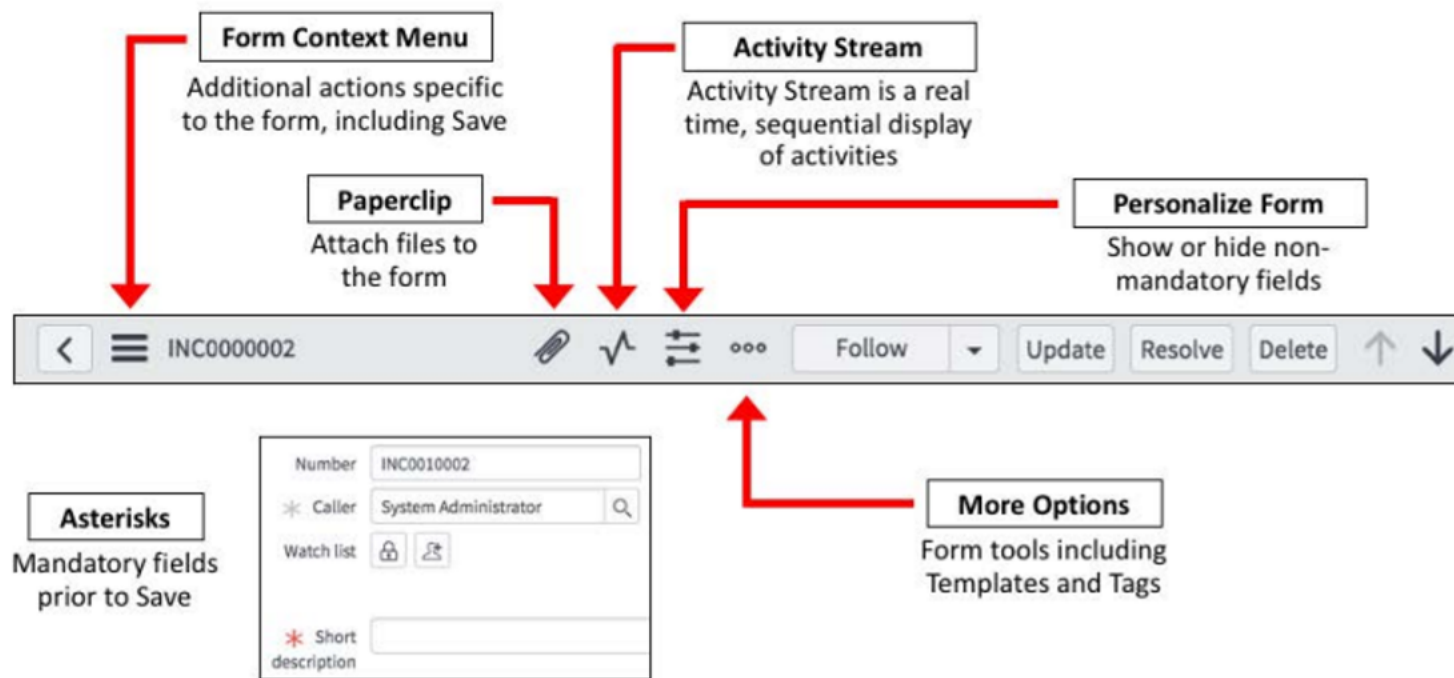 Form Context Menu
Additional actions specific
to the form, including Save
Activity Stream
Activity Stream is a real
time, sequential display
of activities
Paperclip
Attach files to
the form
Personalize Form
Show or hide non-
mandatory fields
INC0000002
Follow
Update
Resolve
Delete
Asterisks
Mandatory fields
prior to Save
Number INC0010002
* Caller System Administrator
Watch list
* Short
description
More Options
Form tools including
Templates and Tags